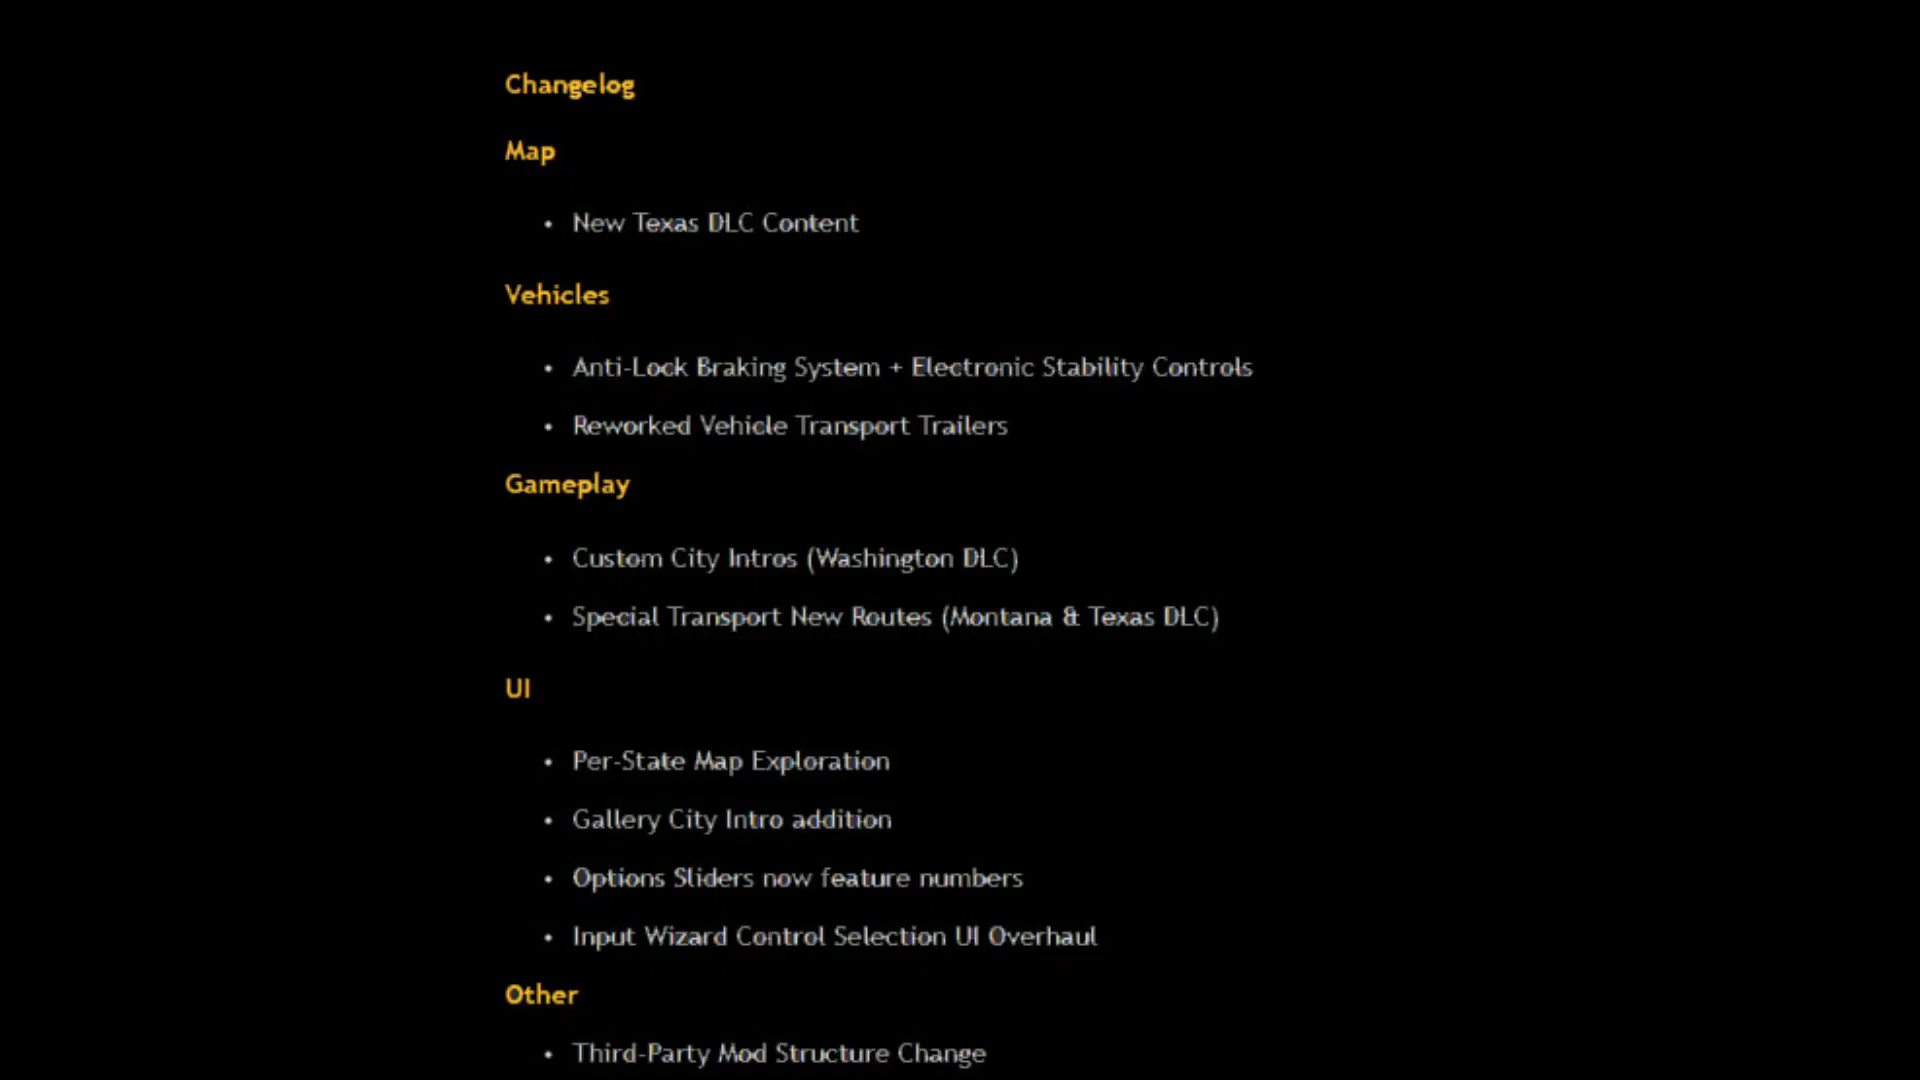 Changelog
Map
• New Texas DLC Content
Vehicles
• Anti-Lock Braking System + Electronic Stability Controls
• Reworked Vehicle Transport Trailers
Gameplay
• Custom City Intros (Washington DLC)
• Special Transport New Routes (Montana & Texas DLC)
UI
• Per-State Map Exploration
• Gallery City Intro addition
• Options Sliders now feature numbers
• Input Wizard Control Selection UI Overhaul
Other
• Third-Party Mod Structure Change